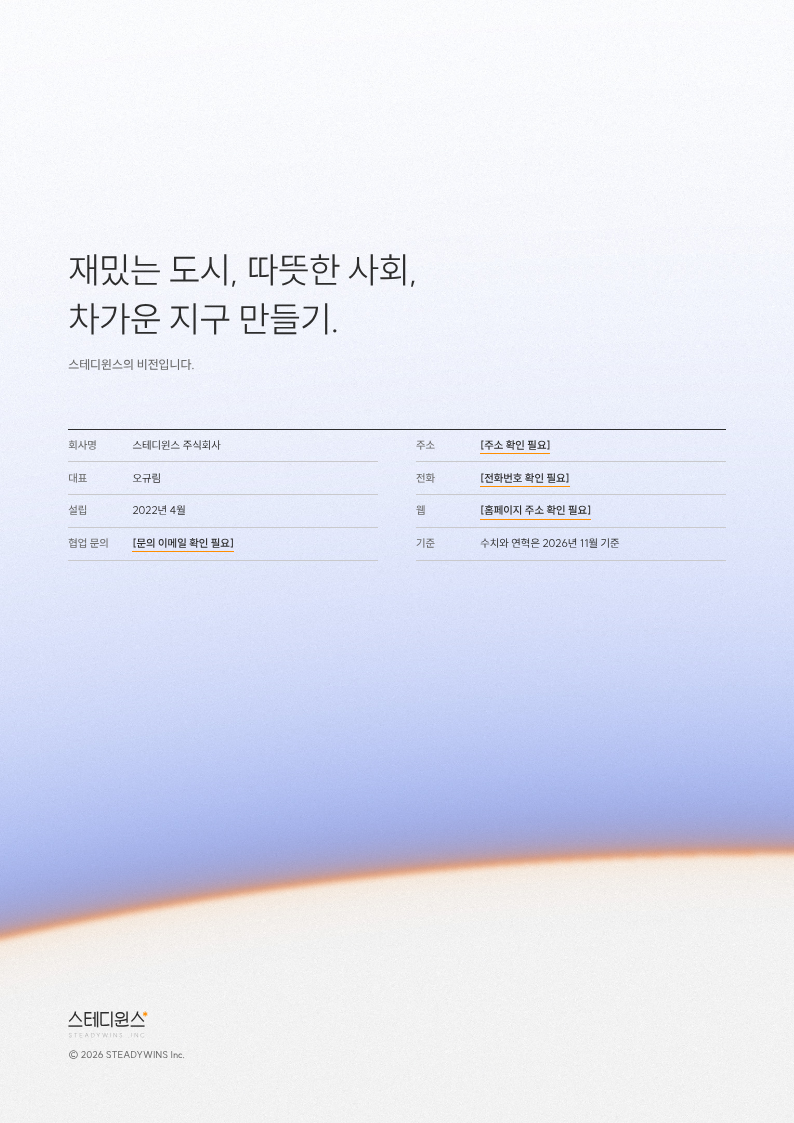 재밌는 도시, 따뜻한 사회,
차가운 지구 만들기.
스테디윈스의 비전입니다.
회사명 스테디윈스 주식회사
주소 [주소 확인 필요]
대표 오규림
전화 [전화번호 확인 필요]
설립 2022년 4월
웹 [홈페이지 주소 확인 필요]
협업 문의 [문의 이메일 확인 필요]
기준 수치와 연혁은 2026년 11월 기준
스테디윈스
STEADYWINS .INC
© 2026 STEADYWINS Inc.